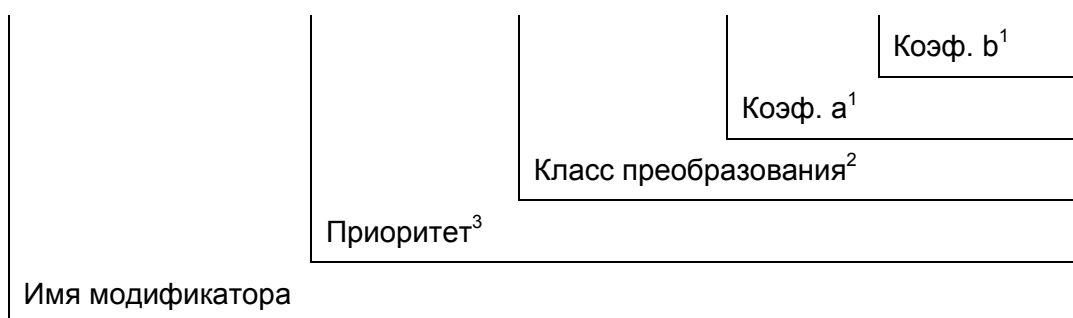 Коэф. b¹
Коэф. a¹
Класс преобразования²
Приоритет³
Имя модификатора